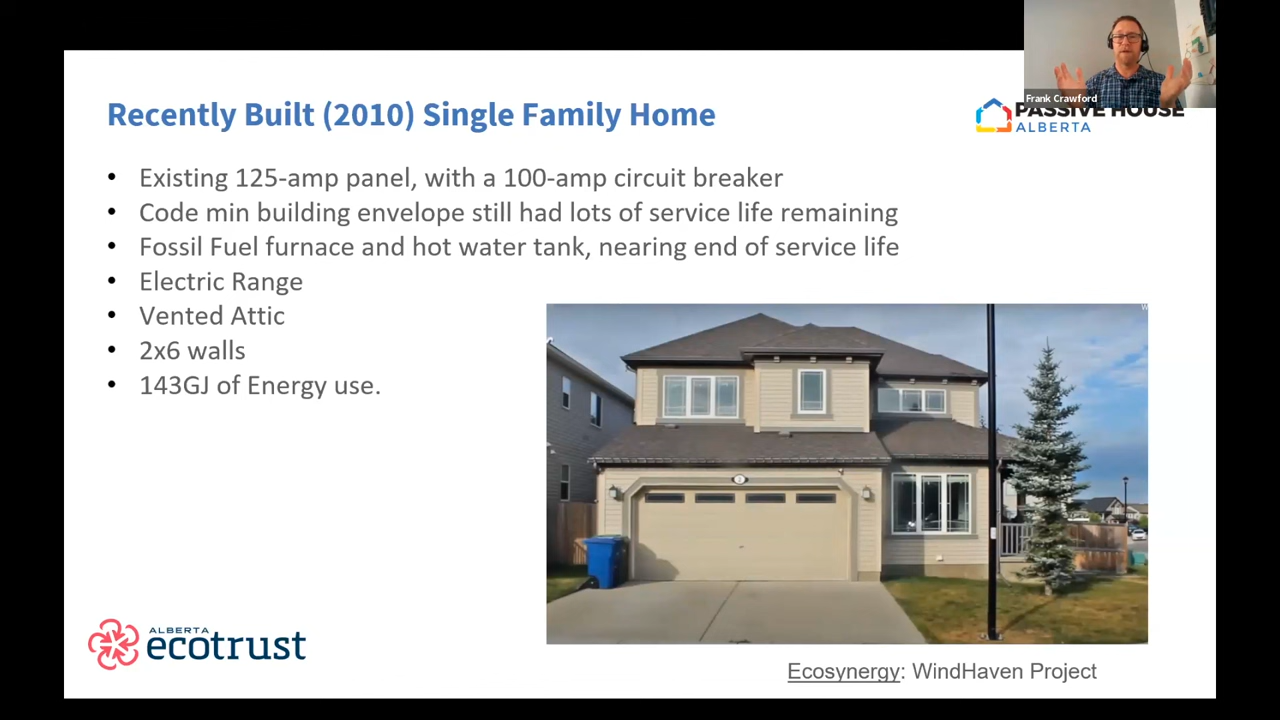 Frank Crawford
Recently Built (2010) Single Family Home
PASSIVE HOUSE
ALBERTA
• Existing 125-amp panel, with a 100-amp circuit breaker
• Code min building envelope still had lots of service life remaining
• Fossil Fuel furnace and hot water tank, nearing end of service life
• Electric Range
• Vented Attic
• 2x6 walls
• 143GJ of Energy use.
ALBERTA
ecotrust
Ecosynergy: WindHaven Project